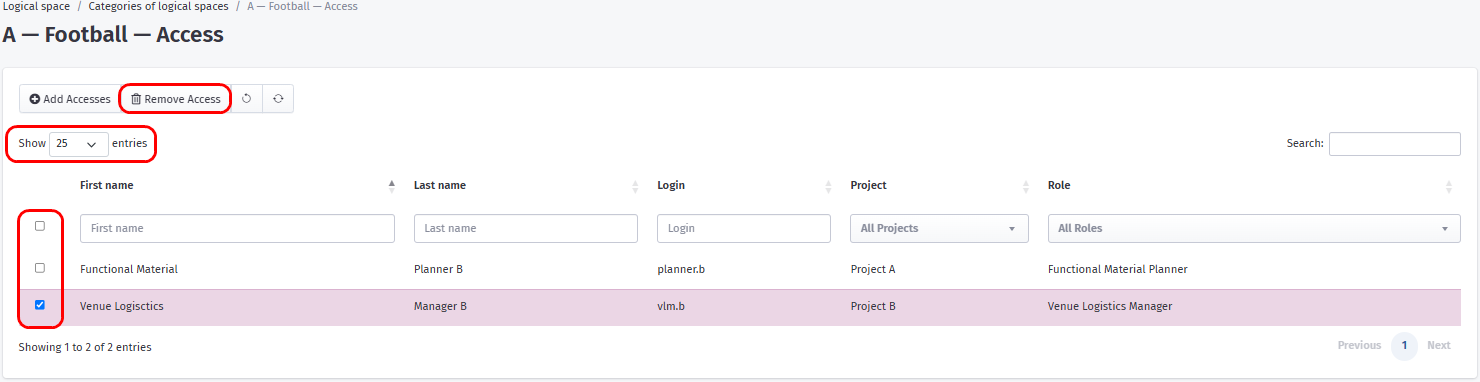 Logical space / Categories of logical spaces / A — Football — Access
A — Football — Access
Add Accesses Remove Access
Show 25 entries Search:
First name Last name Login Project Role
First name Last name Login All Projects All Roles
Functional Material Planner B planner.b Project A Functional Material Planner
Venue Logisctics Manager B vlm.b Project B Venue Logistics Manager
Showing 1 to 2 of 2 entries Previous 1 Next